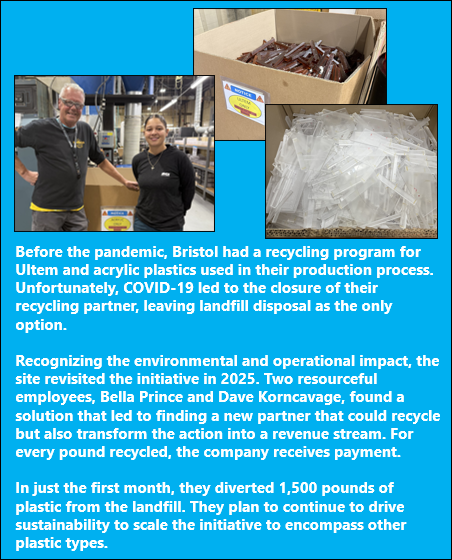 NOTICE
ULTEM
NOTICE
Before the pandemic, Bristol had a recycling program for
Ultem and acrylic plastics used in their production process.
Unfortunately, COVID-19 led to the closure of their
recycling partner, leaving landfill disposal as the only
option.
Recognizing the environmental and operational impact, the
site revisited the initiative in 2025. Two resourceful
employees, Bella Prince and Dave Korncavage, found a
solution that led to finding a new partner that could recycle
but also transform the action into a revenue stream. For
every pound recycled, the company receives payment.
In just the first month, they diverted 1,500 pounds of
plastic from the landfill. They plan to continue to drive
sustainability to scale the initiative to encompass other
plastic types.